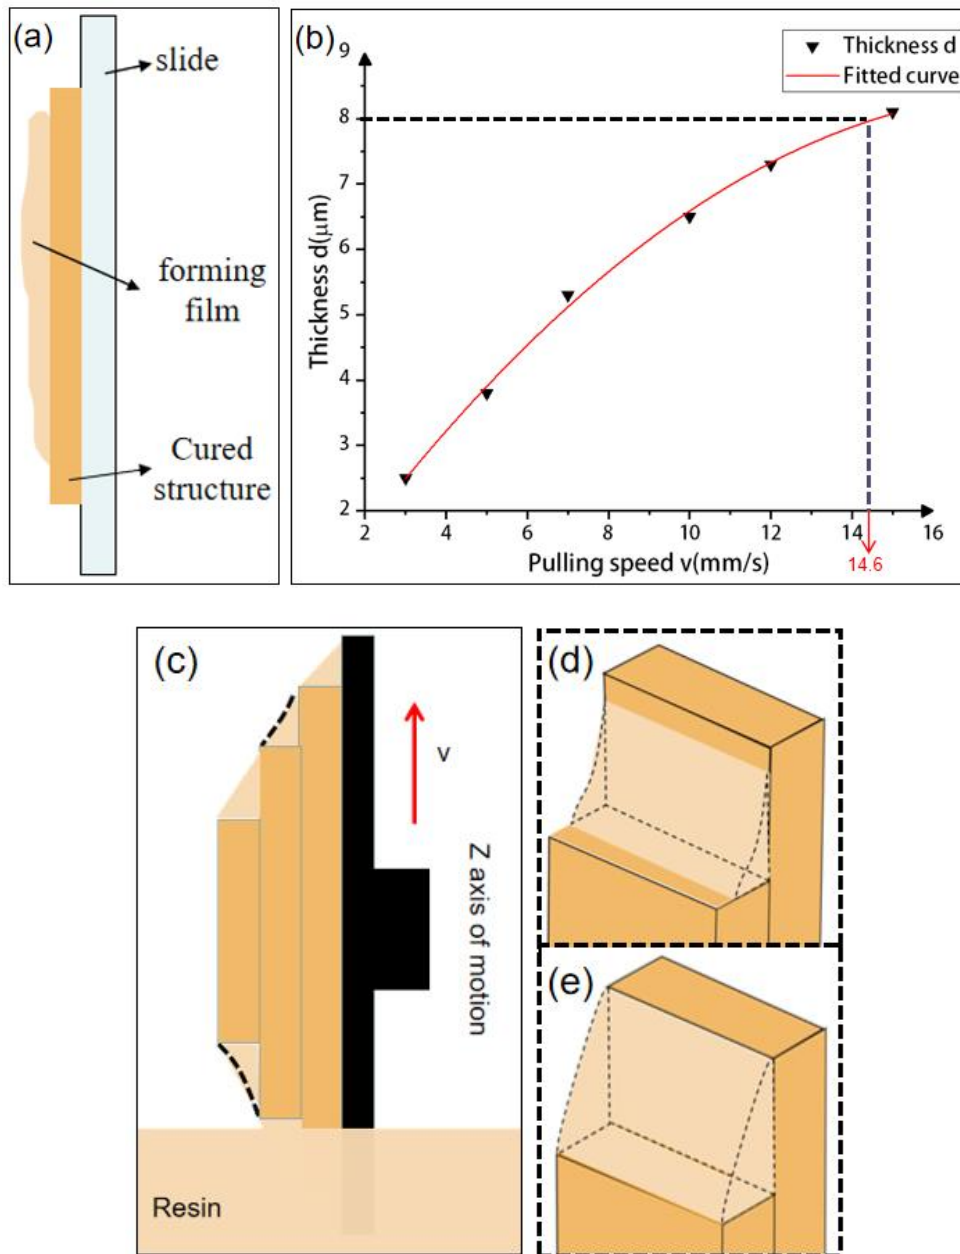 (a)
slide
forming
film
Cured
structure
(b)
Thickness d
Fitted curve
9
8
7
6
5
4
3
2
Thickness d(μm)
2
4
6
8
10
12
14
16
14.6
Pulling speed v(mm/s)
(c)
v
Z axis of motion
Resin
(d)
(e)